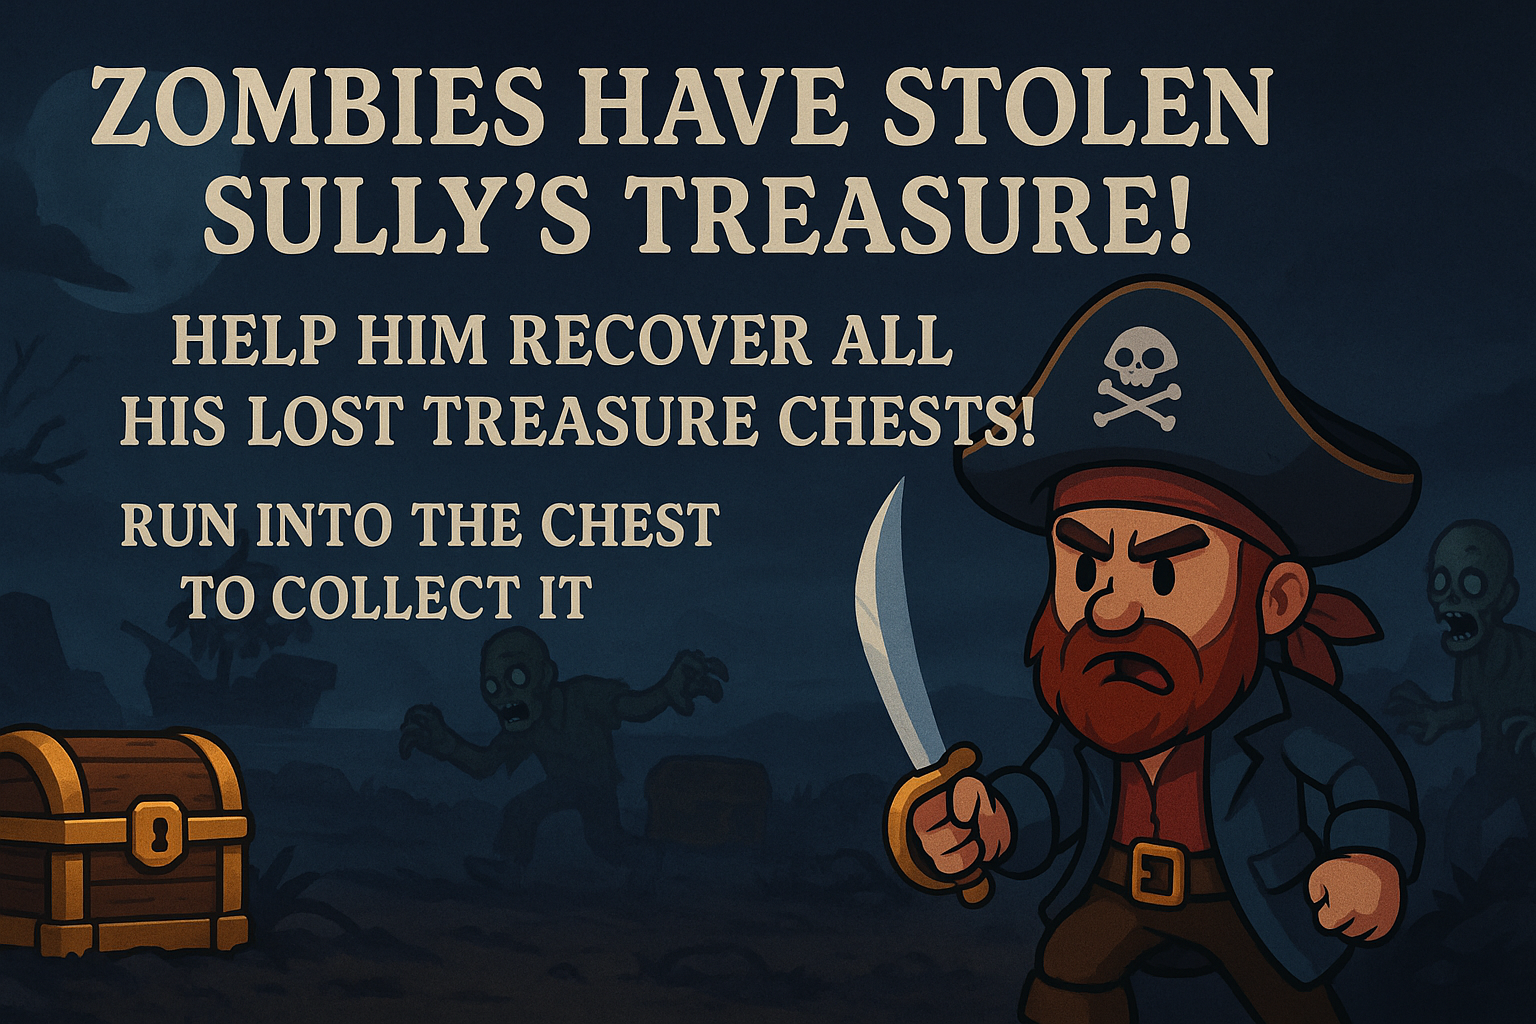 ZOMBIES HAVE STOLEN
SULLY'S TREASURE!
HELP HIM RECOVER ALL
HIS LOST TREASURE CHESTS!
RUN INTO THE CHEST
TO COLLECT IT